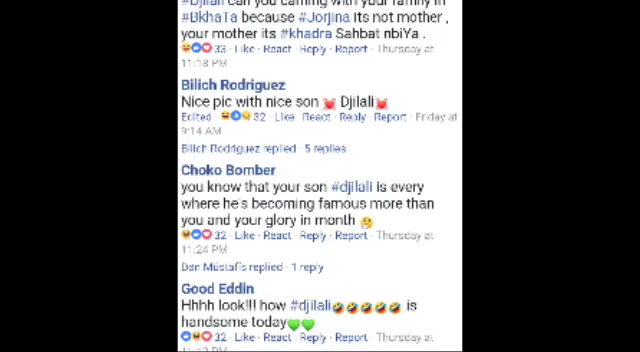 #Djilali can you caming with your family in
#BkhaTa because #Jorjina its not mother ,
your mother its #khadra Sahbat nbiYa .
33 · Like · React · Reply · Report · Thursday at
11:18 PM
Bilich Rodriguez
Nice pic with nice son 💓 Djilali💓
Edited · 32 · Like · React · Reply · Report · Friday at
9:14 AM
Bilich Rodriguez replied · 5 replies
Choko Bomber
you know that your son #djilali is every
where he's becoming famous more than
you and your glory in month 🤔
32 · Like · React · Reply · Report · Thursday at
11:24 PM
Dan Mustafis replied · 1 reply
Good Eddin
Hhhh look!!! how #djilali🤣🤣🤣🤣🤣 is
handsome today💚💚
32 · Like · React · Reply · Report · Thursday at